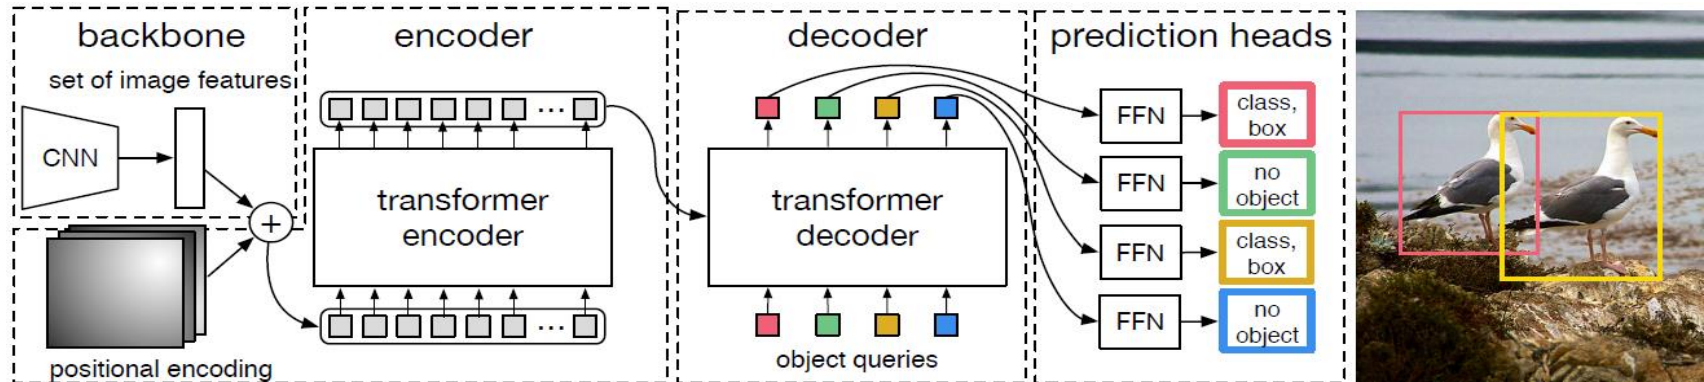 backbone
set of image features
CNN
+
positional encoding
encoder
...
transformer
encoder
...
decoder
transformer
decoder
object queries
prediction heads
FFN
class,
box
FFN
no
object
FFN
class,
box
FFN
no
object